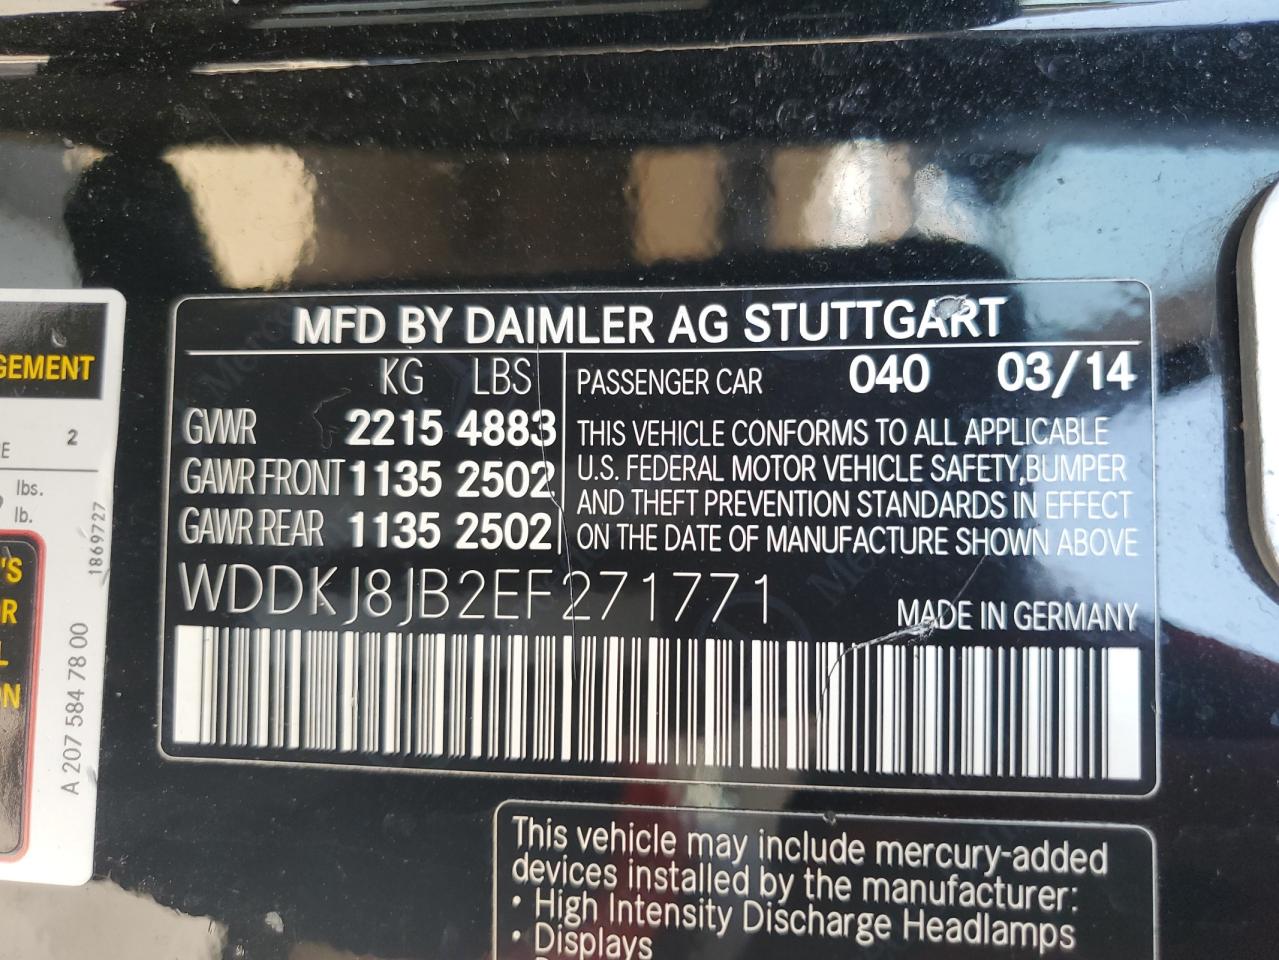 GEMENT
2
lbs.
lb.
'S
R
L
ON
1869727
A 207 584 78 00
MFD BY DAIMLER AG STUTTGART
KG LBS
GVWR 2215 4883
GAWR FRONT 1135 2502
GAWR REAR 1135 2502
PASSENGER CAR 040 03/14
THIS VEHICLE CONFORMS TO ALL APPLICABLE
U.S. FEDERAL MOTOR VEHICLE SAFETY,BUMPER
AND THEFT PREVENTION STANDARDS IN EFFECT
ON THE DATE OF MANUFACTURE SHOWN ABOVE
WDDKJ8JB2EF271771
MADE IN GERMANY
This vehicle may include mercury-added
devices installed by the manufacturer:
• High Intensity Discharge Headlamps
• Displays